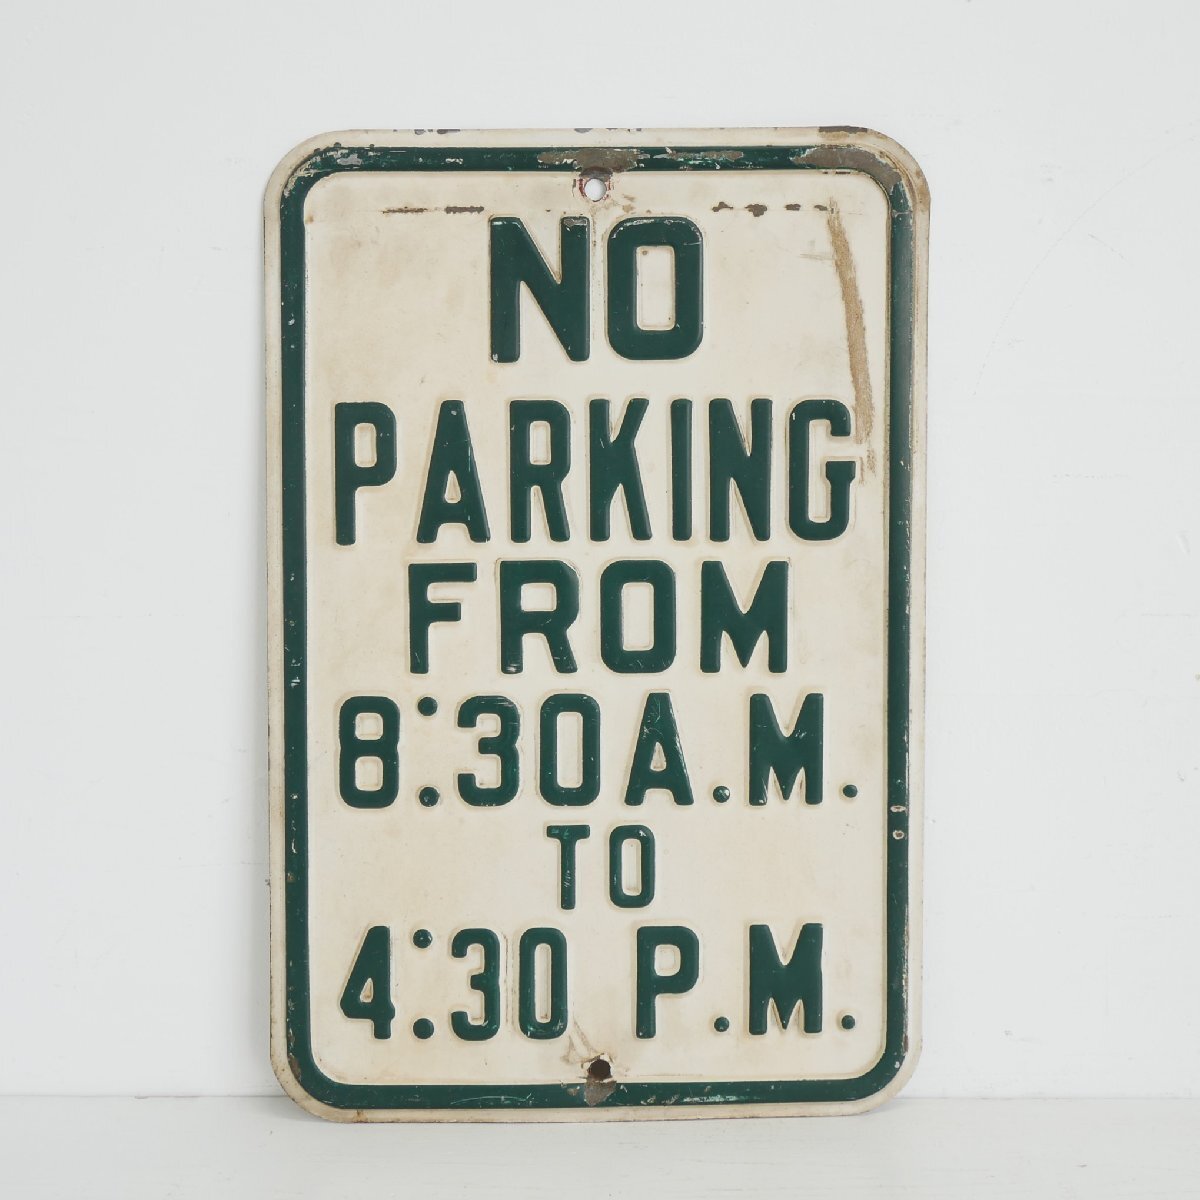 NO
PARKING
FROM
8:30A.M.
TO
4:30 P.M.